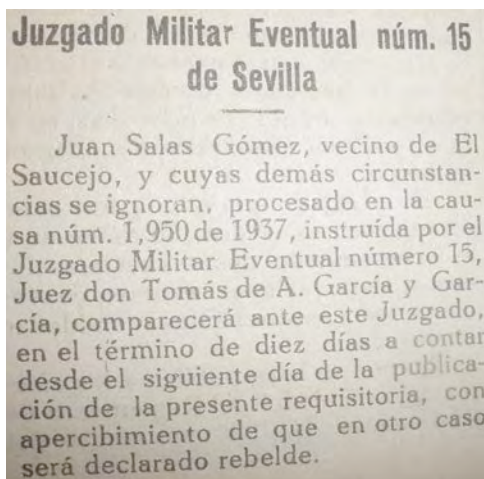 Juzgado Militar Eventual núm. 15
de Sevilla
Juan Salas Gómez, vecino de El
Saucejo, y cuyas demás circunstan-
cias se ignoran, procesado en la cau-
sa núm. 1,950 de 1937, instruída por el
Juzgado Militar Eventual número 15,
Juez don Tomás de A. García y Gar-
cía, comparecerá ante este Juzgado,
en el término de diez días a contar
desde el siguiente día de la publica-
ción de la presente requisitoria, con
apercibimiento de que en otro caso
será declarado rebelde.